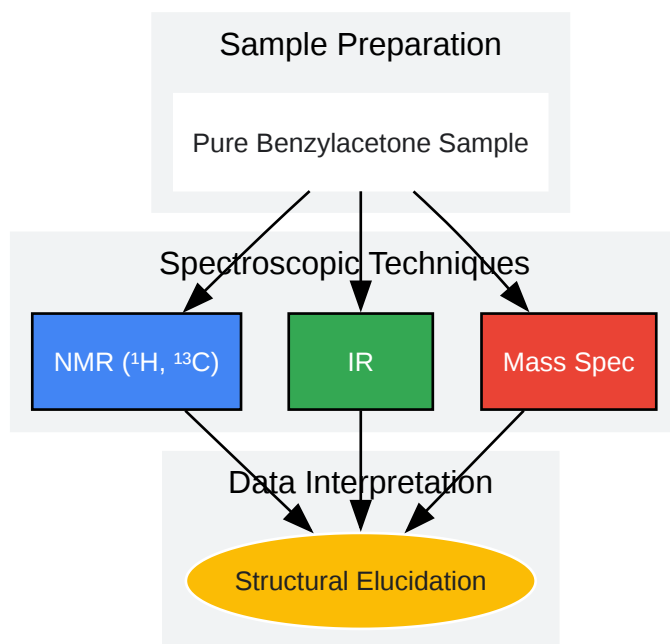 Sample Preparation
Pure Benzylacetone Sample
Spectroscopic Techniques
NMR (¹H, ¹³C)
IR
Mass Spec
Data Interpretation
Structural Elucidation